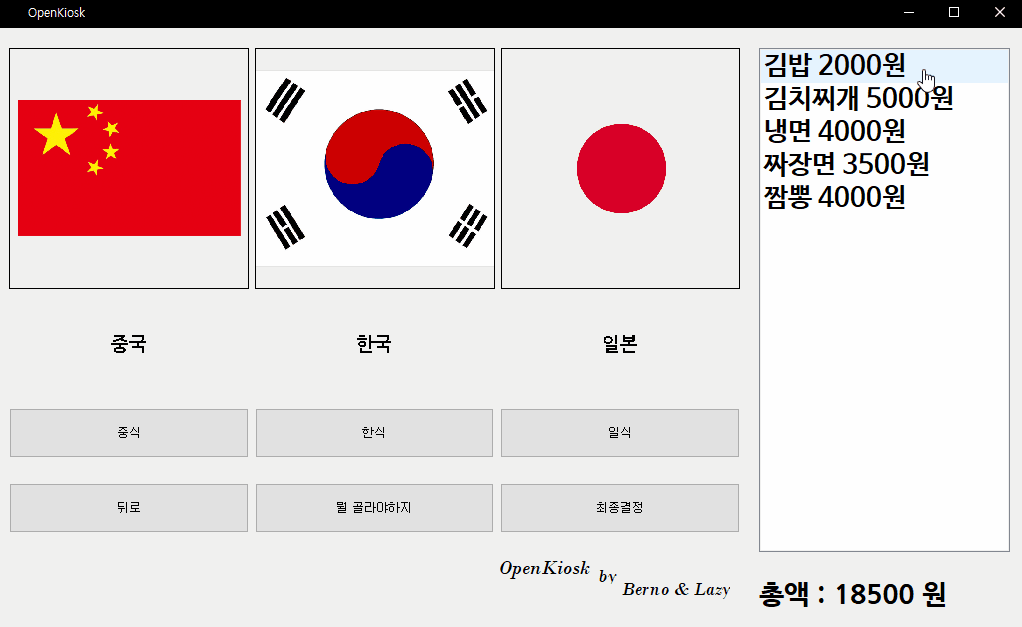 OpenKiosk
중국
한국
일본
중식
한식
일식
뒤로
뭘 골라야하지
최종결정
OpenKiosk by
Berno & Lazy
김밥 2000원
김치찌개 5000원
냉면 4000원
짜장면 3500원
짬뽕 4000원
총액 : 18500 원